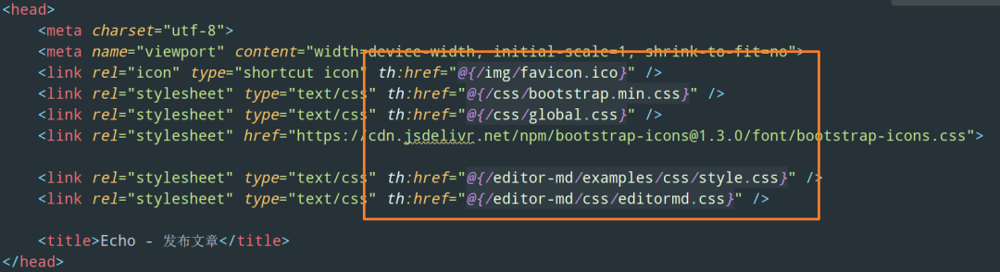 <head>
<meta charset="utf-8">
<meta name="viewport" content="width=device-width, initial-scale=1, shrink-to-fit=no">
<link rel="icon" type="shortcut icon" th:href="@{/img/favicon.ico}" />
<link rel="stylesheet" type="text/css" th:href="@{/css/bootstrap.min.css}" />
<link rel="stylesheet" type="text/css" th:href="@{/css/global.css}" />
<link rel="stylesheet" href="https://cdn.jsdelivr.net/npm/bootstrap-icons@1.3.0/font/bootstrap-icons.css">
<link rel="stylesheet" type="text/css" th:href="@{/editor-md/examples/css/style.css}" />
<link rel="stylesheet" type="text/css" th:href="@{/editor-md/css/editormd.css}" />
<title>Echo - 发布文章</title>
</head>